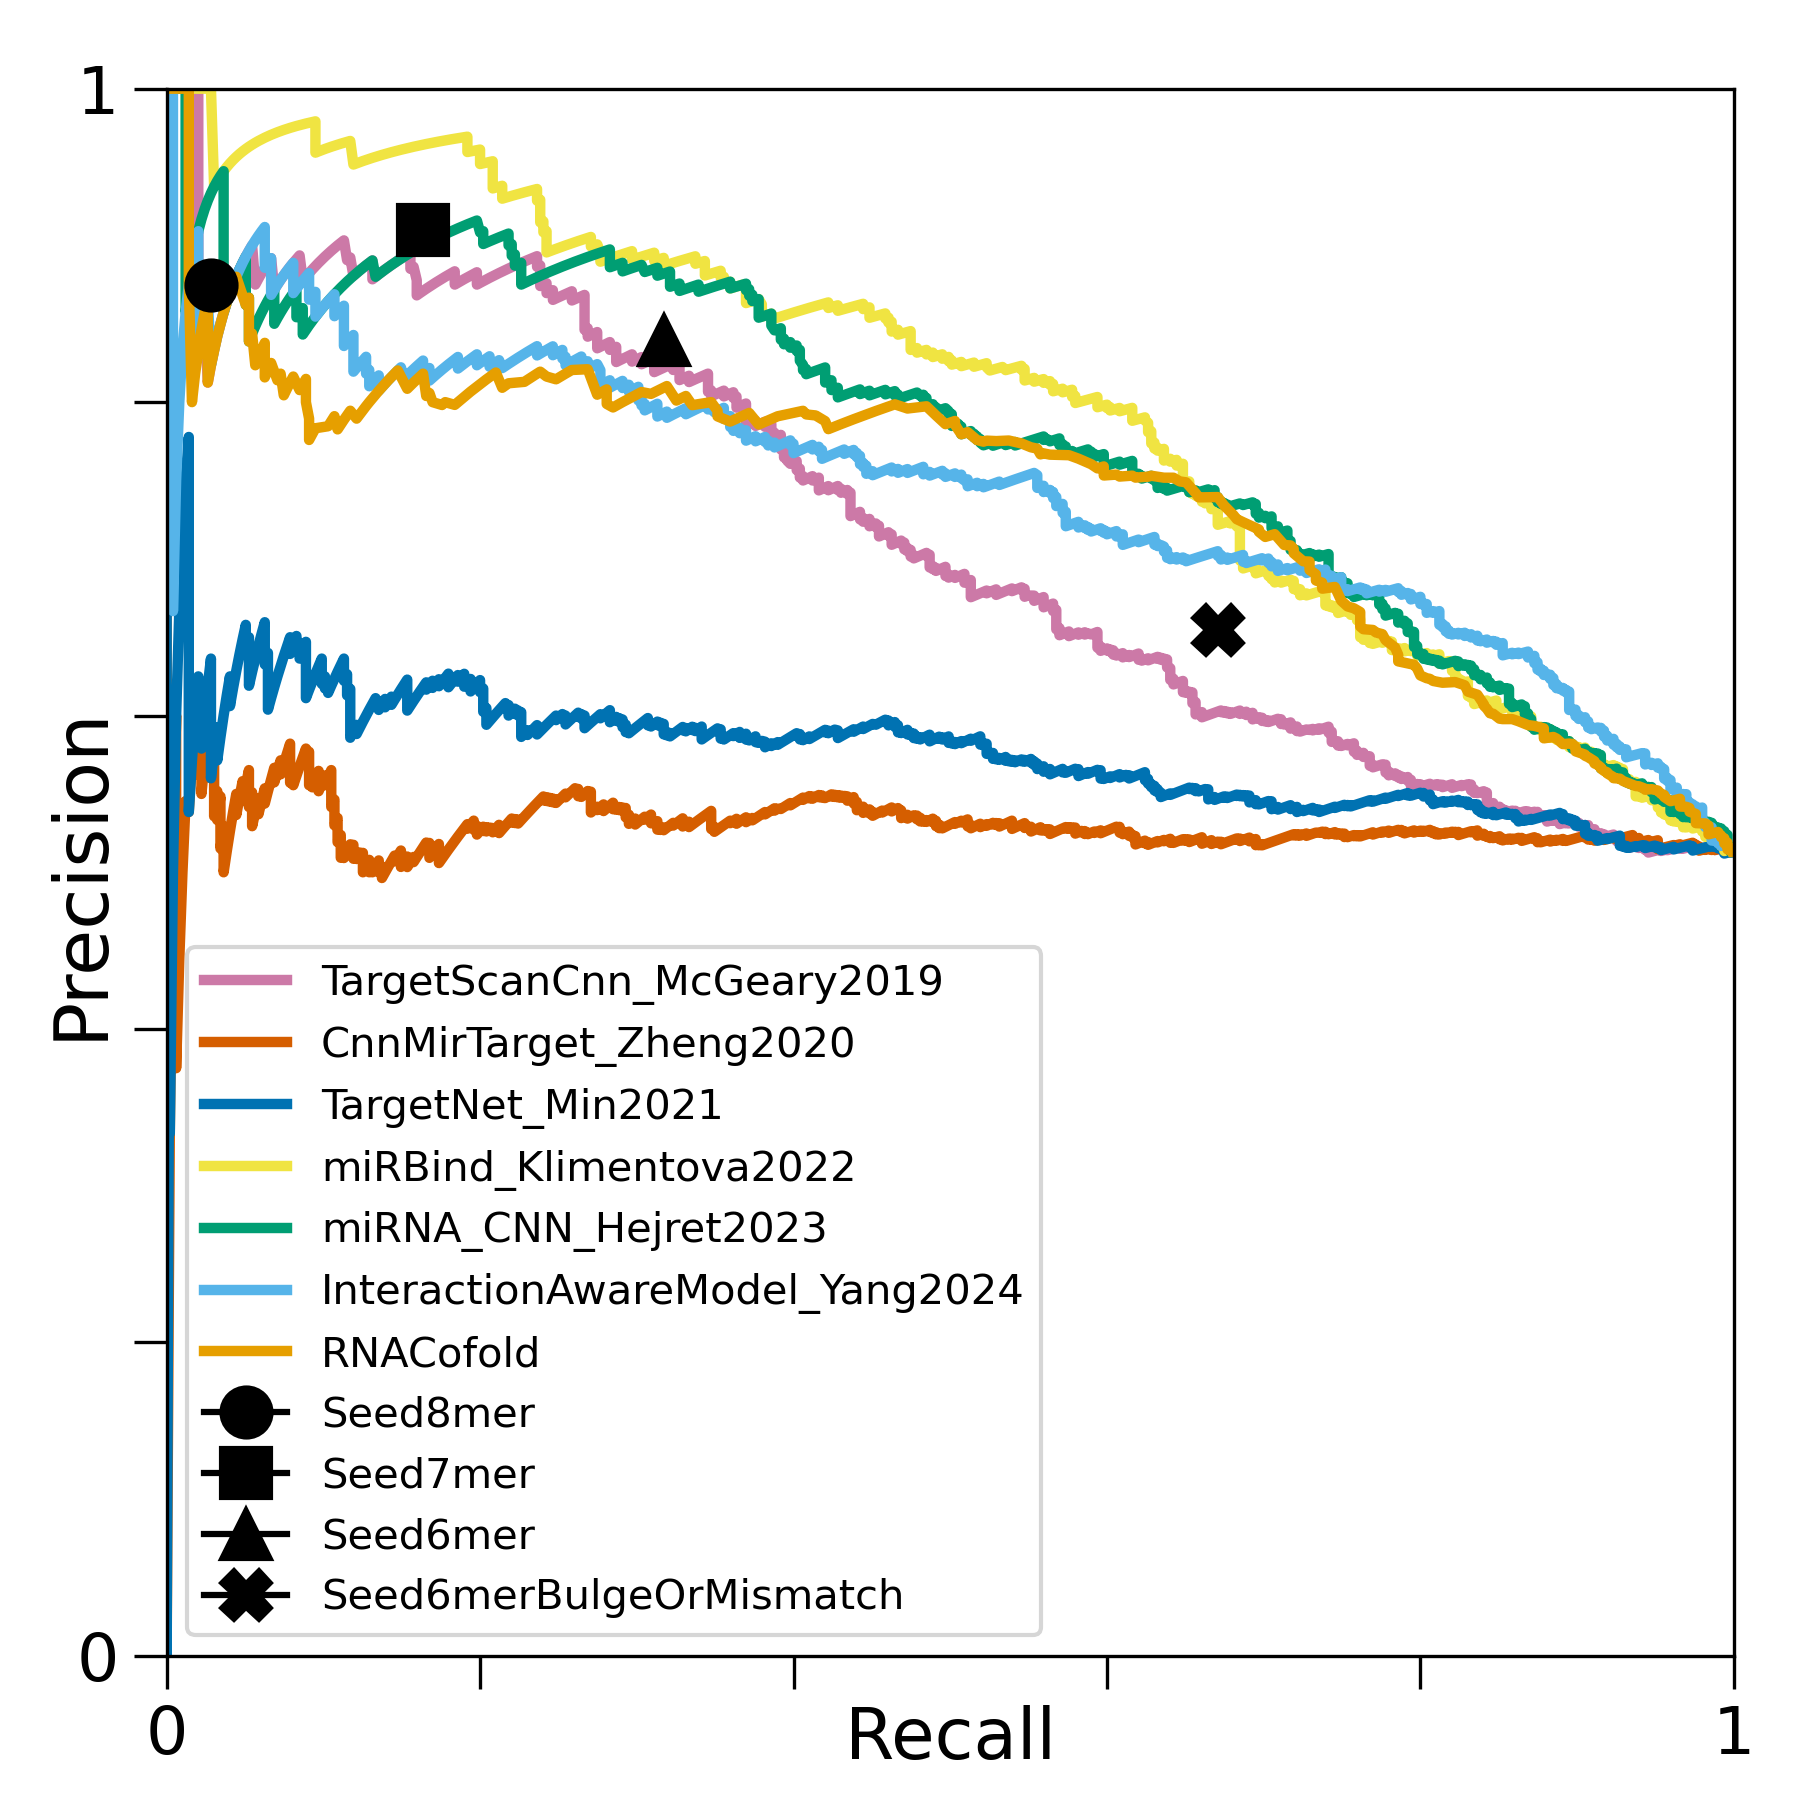 1
Precision
TargetScanCnn_McGeary2019
CnnMirTarget_Zheng2020
TargetNet_Min2021
miRBind_Klimentova2022
miRNA_CNN_Hejret2023
InteractionAwareModel_Yang2024
RNACofold
Seed8mer
Seed7mer
Seed6mer
Seed6merBulgeOrMismatch
0
0
Recall
1